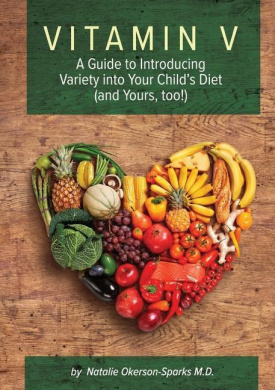 VITAMIN V
A Guide to Introducing
Variety into Your Child's Diet
(and Yours, too!)
by Natalie Okerson-Sparks M.D.